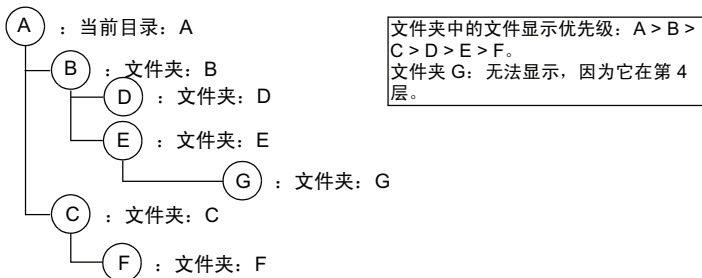 A ：当前目录：A
B ：文件夹：B
D ：文件夹：D
E ：文件夹：E
G ：文件夹：G
C ：文件夹：C
F ：文件夹：F
文件夹中的文件显示优先级：A > B >
C > D > E > F。
文件夹 G：无法显示，因为它在第 4
层。